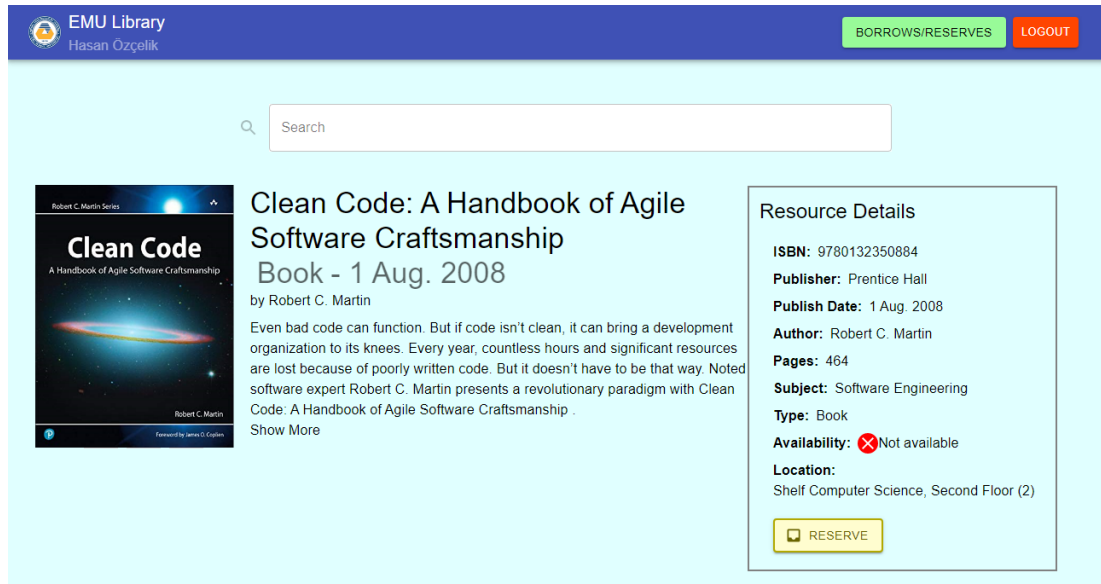 EMU Library
Hasan Özçelik
BORROWS/RESERVES
LOGOUT
Search
Robert C. Martin Series
Clean Code
A Handbook of Agile Software Craftsmanship
Robert C. Martin
Foreword by James O. Coplien
Clean Code: A Handbook of Agile
Software Craftsmanship
Book - 1 Aug. 2008
by Robert C. Martin
Even bad code can function. But if code isn’t clean, it can bring a development
organization to its knees. Every year, countless hours and significant resources
are lost because of poorly written code. But it doesn’t have to be that way. Noted
software expert Robert C. Martin presents a revolutionary paradigm with Clean
Code: A Handbook of Agile Software Craftsmanship .
Show More
Resource Details
ISBN: 9780132350884
Publisher: Prentice Hall
Publish Date: 1 Aug. 2008
Author: Robert C. Martin
Pages: 464
Subject: Software Engineering
Type: Book
Availability: Not available
Location:
Shelf Computer Science, Second Floor (2)
RESERVE